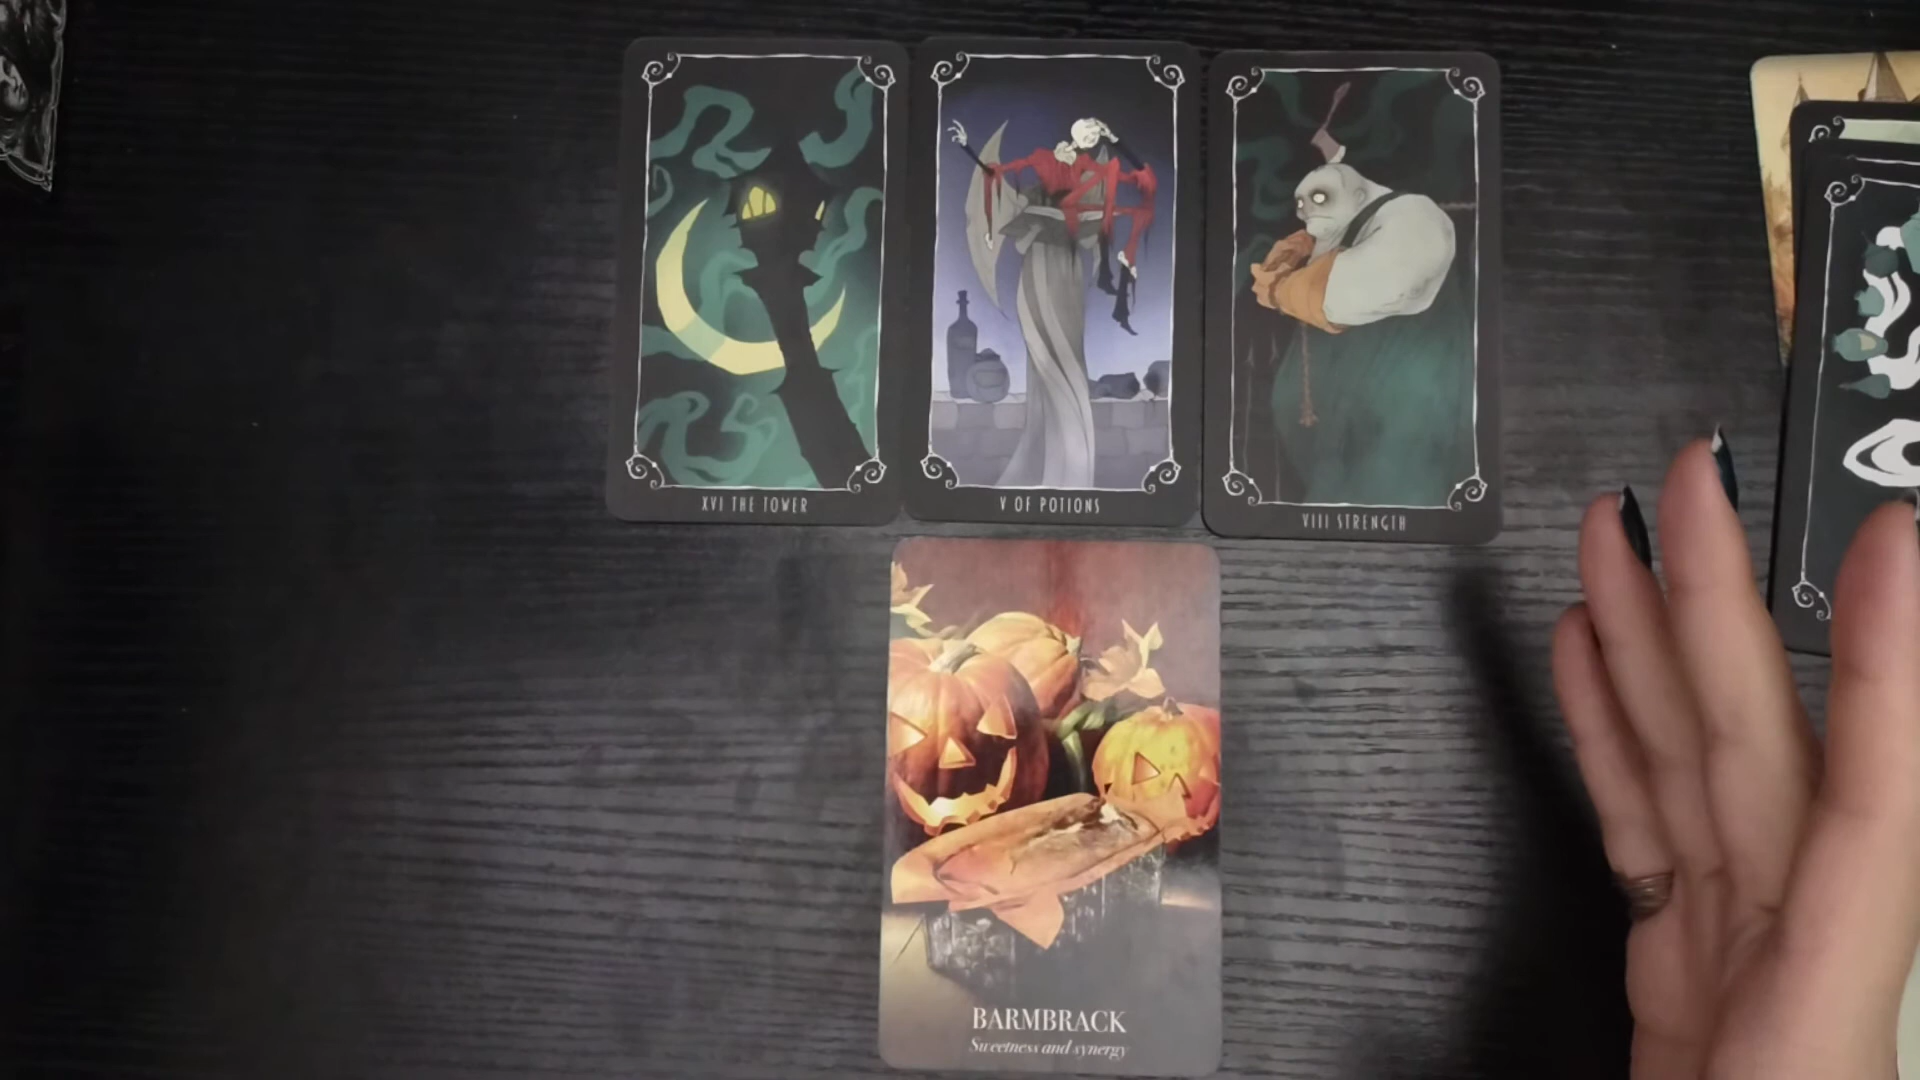 XVI THE TOWER
V OF POTIONS
VIII STRENGTH
BARMBRACK
Sweetness and synergy